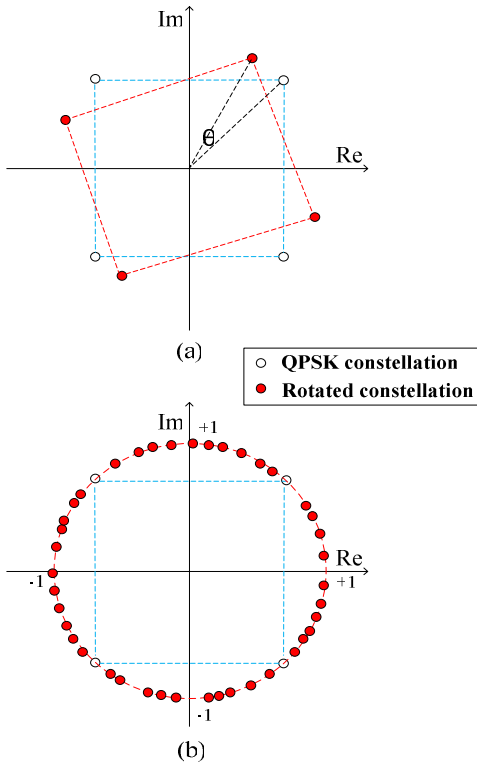 Im
θ
Re
(a)
QPSK constellation
Rotated constellation
Im
+1
Re
-1
+1
-1
(b)